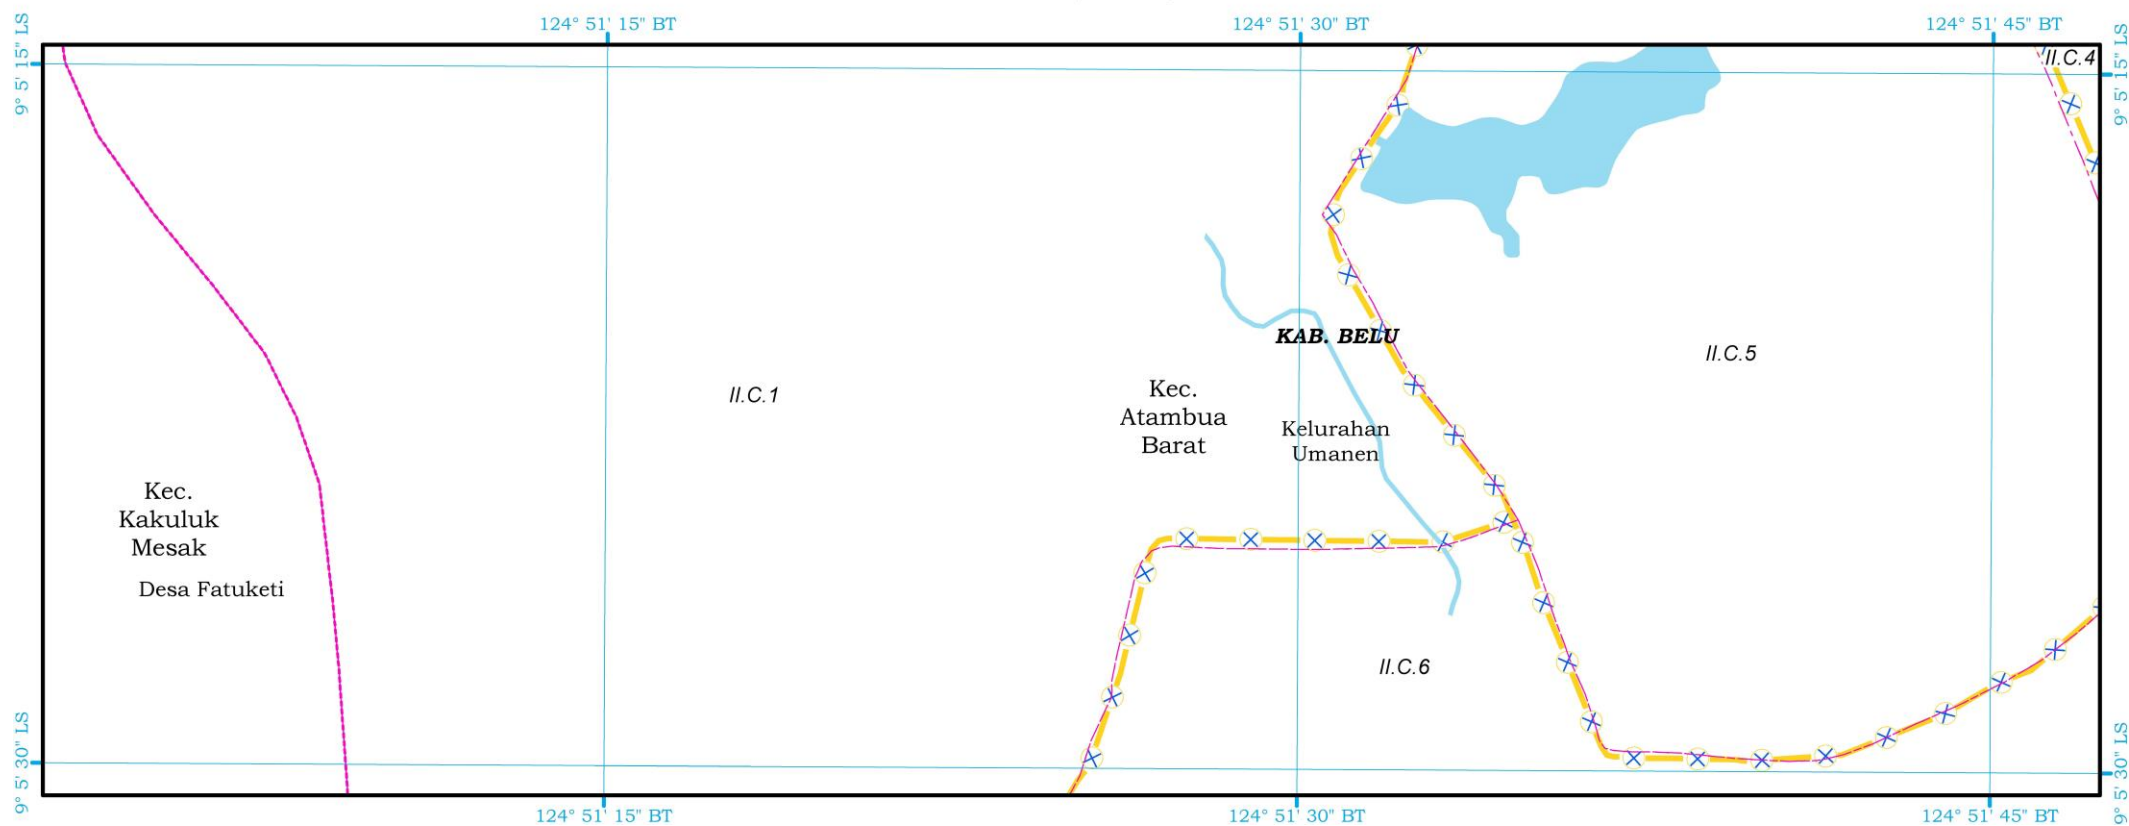 124° 51' 15" BT
124° 51' 30" BT
124° 51' 45" BT
9° 5' 15" LS
9° 5' 15" LS
II.C.4
KAB. BELU
II.C.5
II.C.1
Kec.
Atambua
Barat
Kelurahan
Umanen
Kec.
Kakuluk
Mesak
Desa Fatuketi
II.C.6
9° 5' 30" LS
9° 5' 30" LS
124° 51' 15" BT
124° 51' 30" BT
124° 51' 45" BT